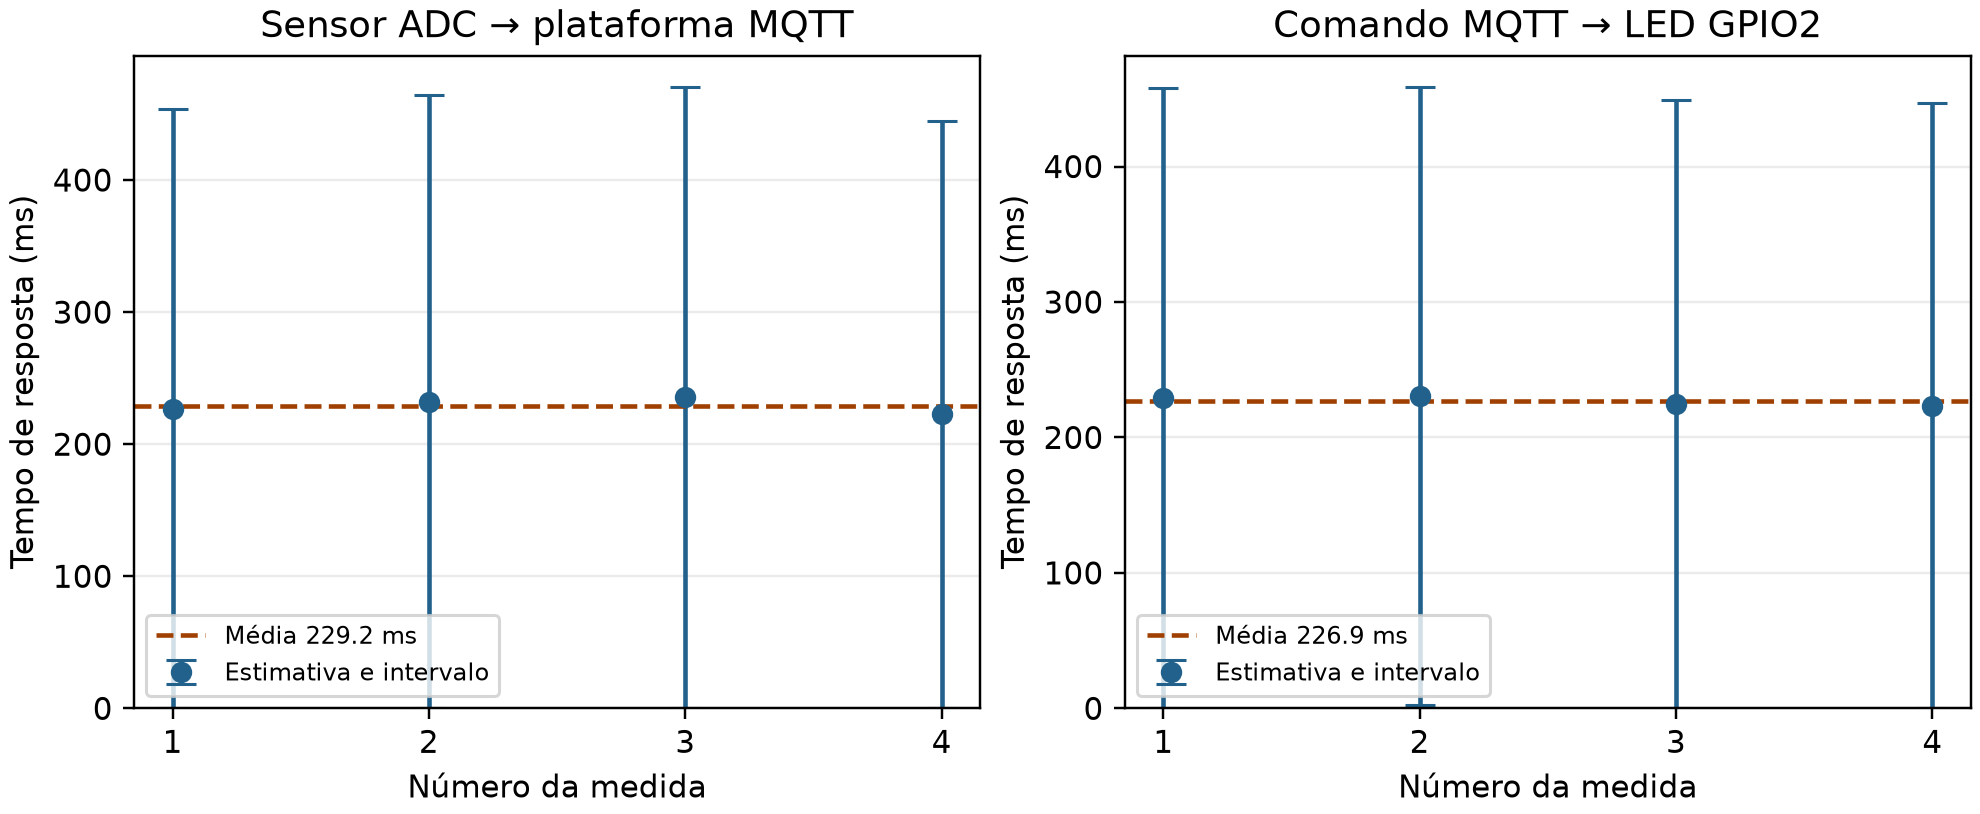 Sensor ADC → plataforma MQTT
Tempo de resposta (ms)
400
300
200
100
0
1 2 3 4
Número da medida
Média 229.2 ms
Estimativa e intervalo
Comando MQTT → LED GPIO2
Tempo de resposta (ms)
400
300
200
100
0
1 2 3 4
Número da medida
Média 226.9 ms
Estimativa e intervalo